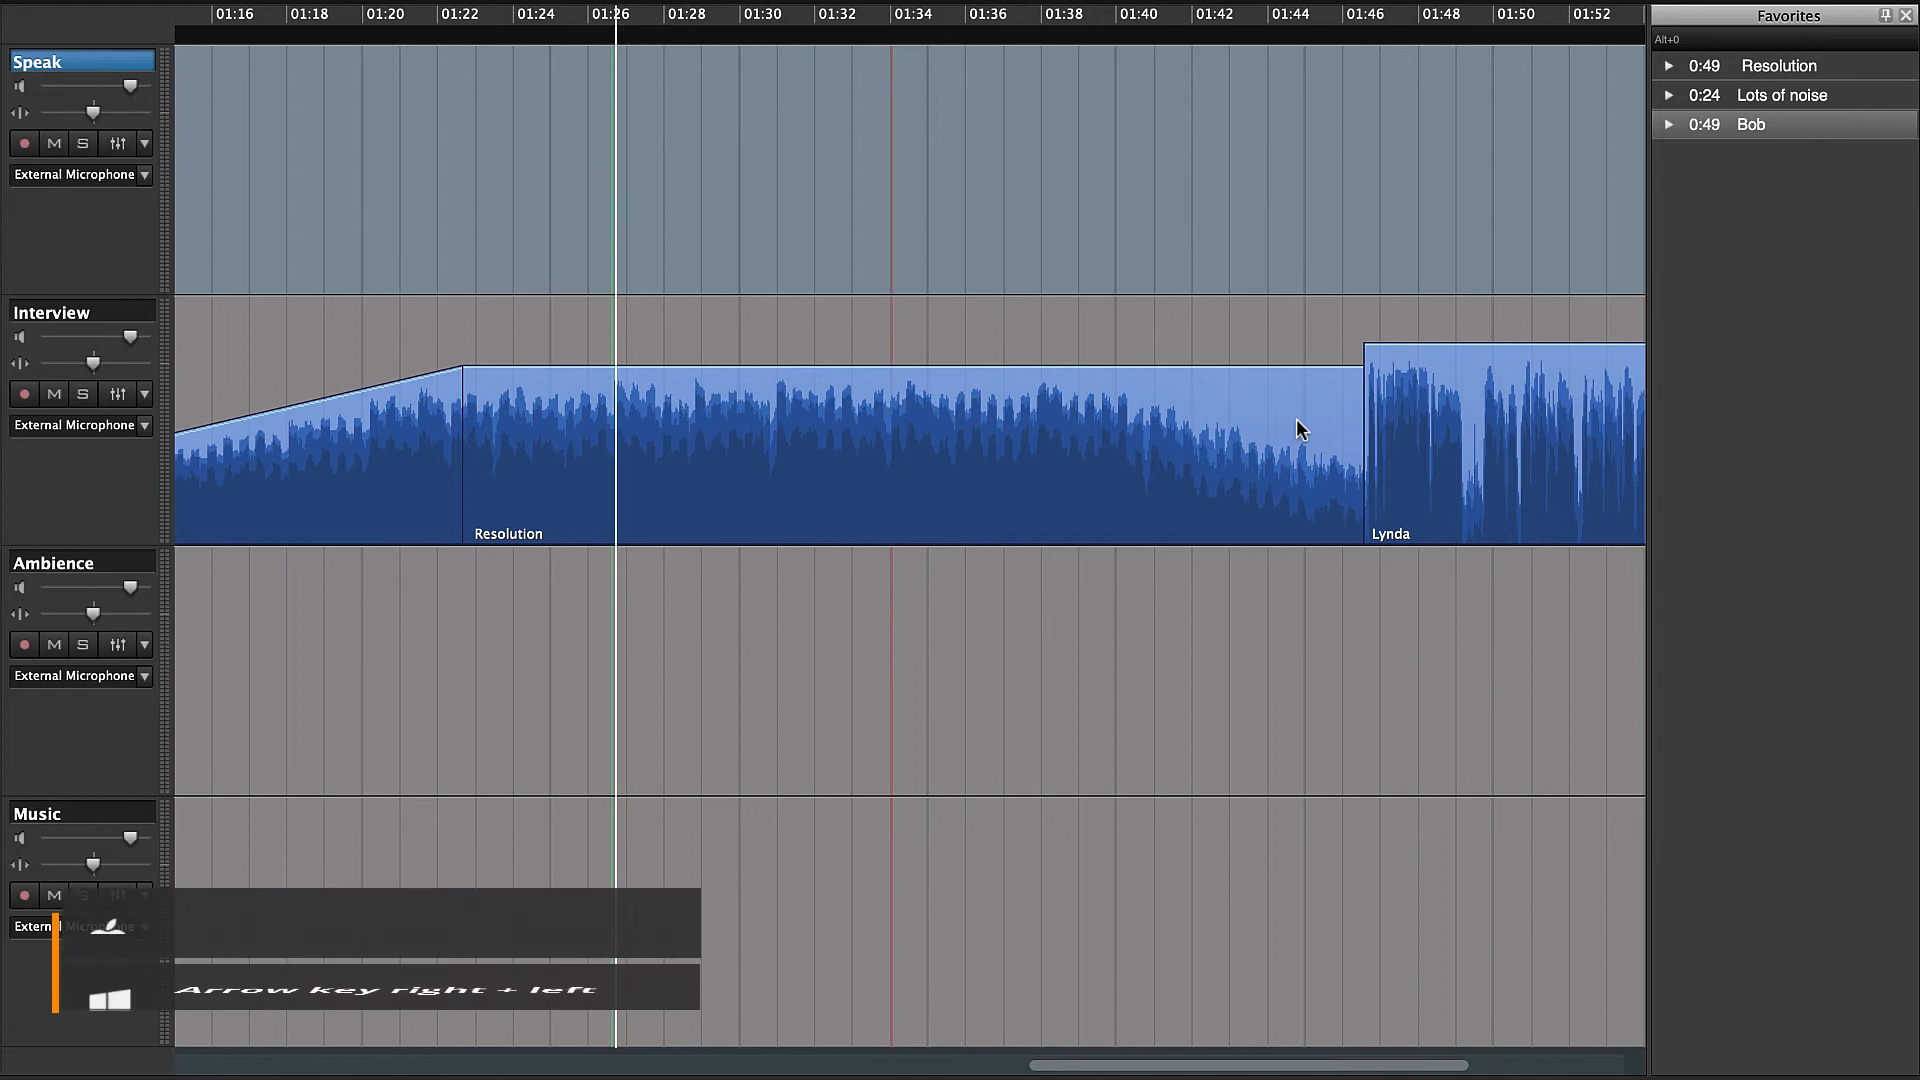 01:16 01:18 01:20 01:22 01:24 01:26 01:28 01:30 01:32 01:34 01:36 01:38 01:40 01:42 01:44 01:46 01:48 01:50 01:52
Favorites
Alt+0
0:49 Resolution
0:24 Lots of noise
0:49 Bob
Speak
M S
External Microphone
Interview
M S
External Microphone
Resolution
Lynda
Ambience
M S
External Microphone
Music
M S
External Microphone
Arrow key right + left